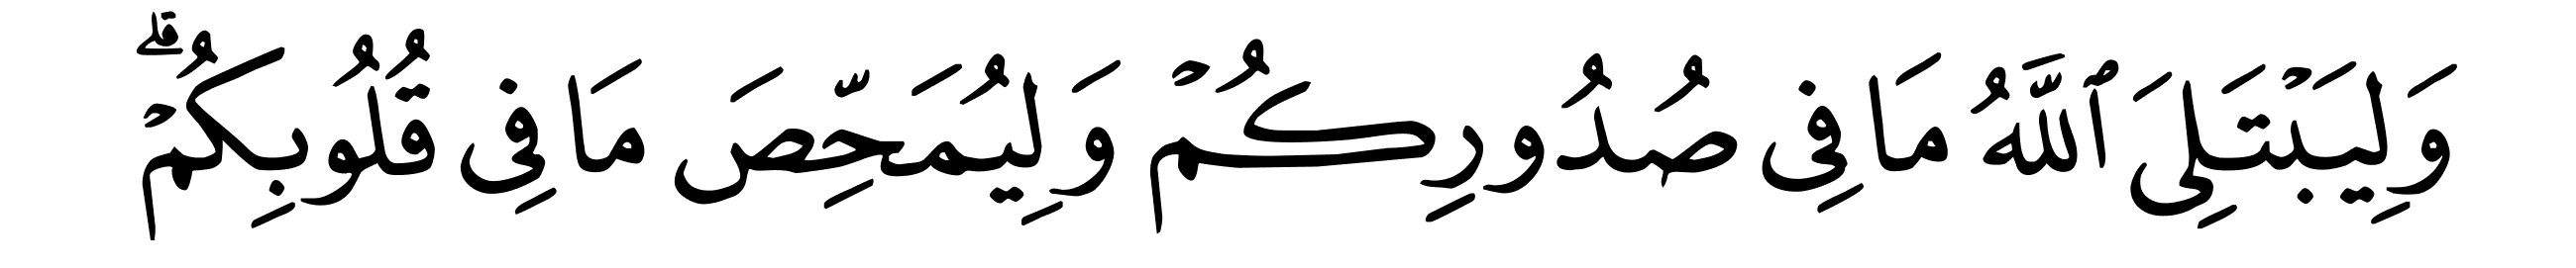 وَلِيَبْتَلِىَ ٱللَّهُ مَا فِى صُدُورِكُمْ وَلِيُمَحِّصَ مَا فِى قُلُوبِكُمْ ۗ